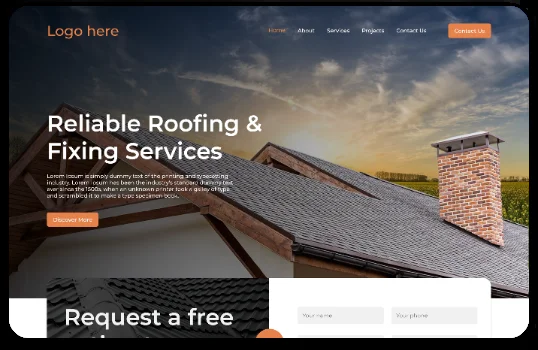 Logo here
Home
About
Services
Projects
Contact Us
Contact Us
Reliable Roofing &
Fixing Services
Lorem Ipsum is simply dummy text of the printing and typesetting
industry. Lorem Ipsum has been the industry's standard dummy text
ever since the 1500s, when an unknown printer took a galley of type
and scrambled it to make a type specimen book.
Discover More
Request a free
Your name
Your phone